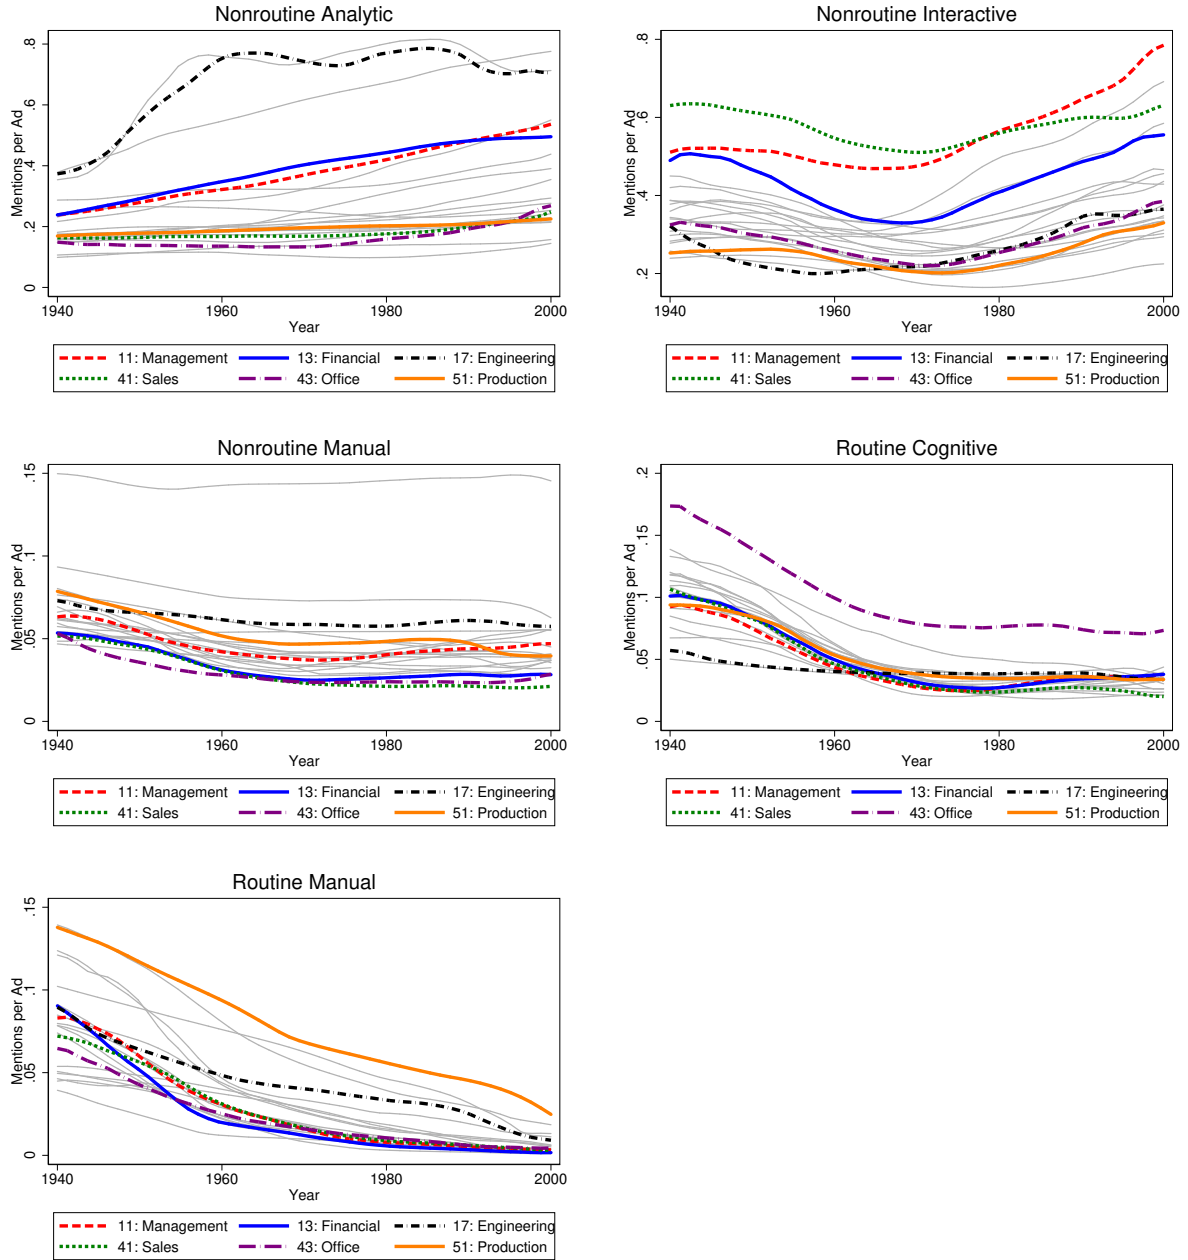 Nonroutine Analytic
Mentions per Ad
0 .2 .4 .6 .8
1940 1960 1980 2000
Year
11: Management 13: Financial 17: Engineering
41: Sales 43: Office 51: Production
Nonroutine Interactive
Mentions per Ad
.2 .4 .6 .8
1940 1960 1980 2000
Year
11: Management 13: Financial 17: Engineering
41: Sales 43: Office 51: Production
Nonroutine Manual
Mentions per Ad
0 .05 .1 .15
1940 1960 1980 2000
Year
11: Management 13: Financial 17: Engineering
41: Sales 43: Office 51: Production
Routine Cognitive
Mentions per Ad
0 .05 .1 .15 .2
1940 1960 1980 2000
Year
11: Management 13: Financial 17: Engineering
41: Sales 43: Office 51: Production
Routine Manual
Mentions per Ad
0 .05 .1 .15
1940 1960 1980 2000
Year
11: Management 13: Financial 17: Engineering
41: Sales 43: Office 51: Production